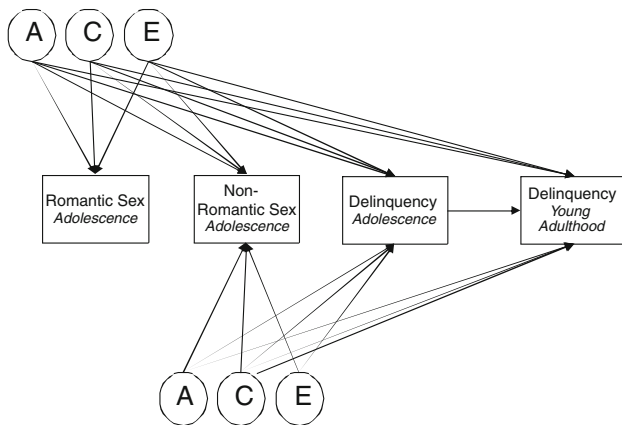 A C E
Romantic Sex
Adolescence
Non-
Romantic Sex
Adolescence
Delinquency
Adolescence
Delinquency
Young
Adulthood
A C E